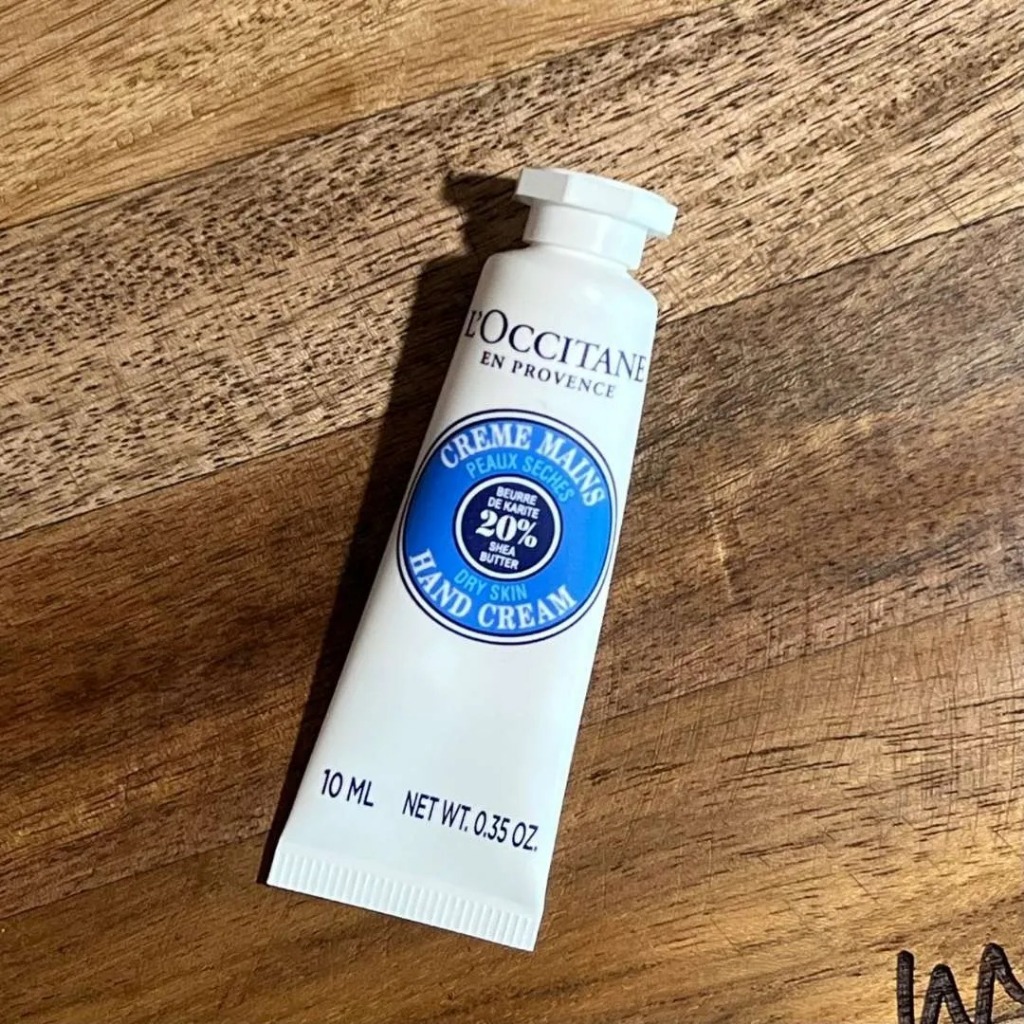 L'OCCITANE
EN PROVENCE
CREME MAINS
PEAUX SECHES
BEURRE
DE KARITE
20%
SHEA
BUTTER
DRY SKIN
HAND CREAM
10 ML NET WT. 0.35 OZ.